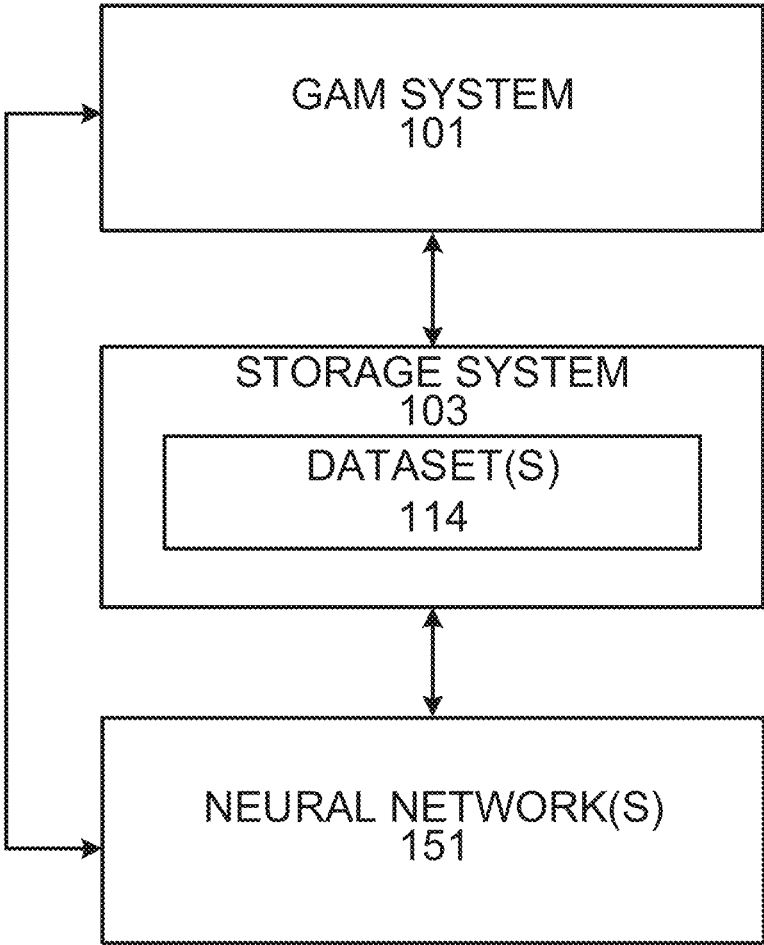 GAM SYSTEM
101
STORAGE SYSTEM
103
DATASET(S)
114
NEURAL NETWORK(S)
151